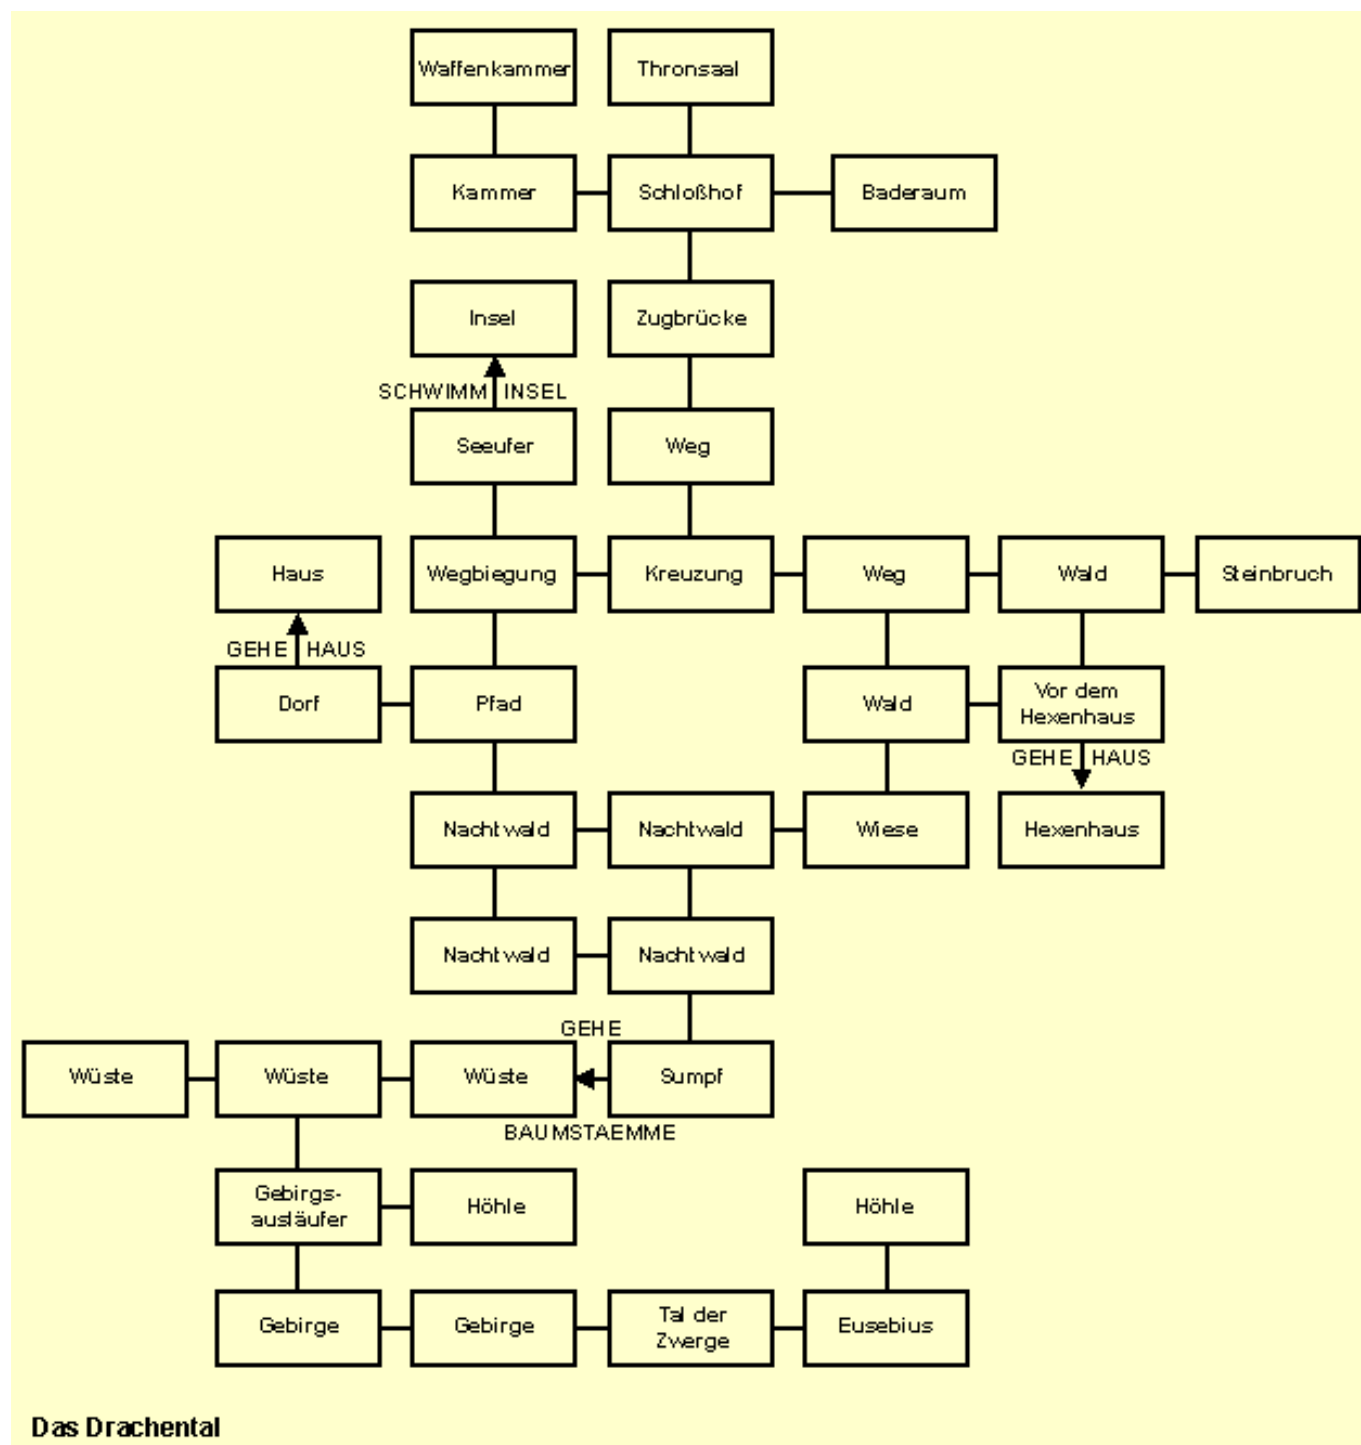 Waffenkammer
Thronsaal
Kammer
Schloßhof
Baderaum
Insel
Zugbrücke
SCHWIMM INSEL
Seeufer
Weg
Haus
Wegbiegung
Kreuzung
Weg
Wald
Steinbruch
GEHE HAUS
Dorf
Pfad
Wald
Vor dem
Hexenhaus
GEHE HAUS
Nachtwald
Nachtwald
Wiese
Hexenhaus
Nachtwald
Nachtwald
GEHE
Wüste
Wüste
Wüste
Sumpf
BAUMSTAEMME
Gebirgs-
ausläufer
Höhle
Höhle
Gebirge
Gebirge
Tal der
Zwerge
Eusebius
Das Drachental